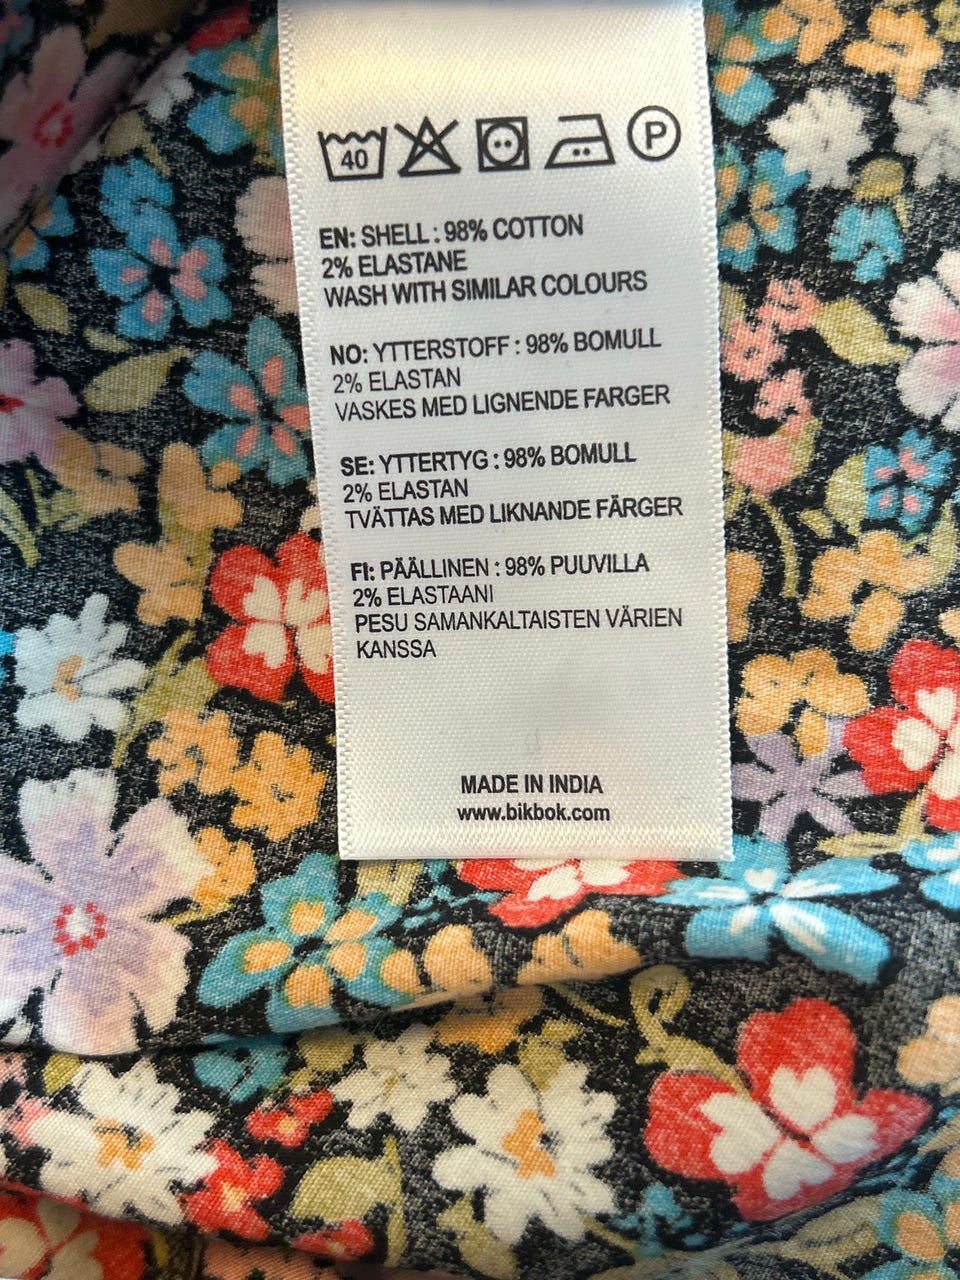 40 P
EN: SHELL : 98% COTTON
2% ELASTANE
WASH WITH SIMILAR COLOURS
NO: YTTERSTOFF : 98% BOMULL
2% ELASTAN
VASKES MED LIGNENDE FARGER
SE: YTTERTYG : 98% BOMULL
2% ELASTAN
TVÄTTAS MED LIKNANDE FÄRGER
FI: PÄÄLLINEN : 98% PUUVILLA
2% ELASTAANI
PESU SAMANKALTAISTEN VÄRIEN
KANSSA
MADE IN INDIA
www.bikbok.com